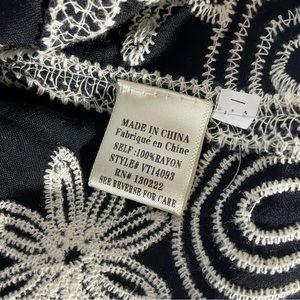 MADE IN CHINA
Fabriqué en Chine
SELF:100%RAYON
STYLE# VT14093
RN# 130222
SEE REVERSE FOR CARE